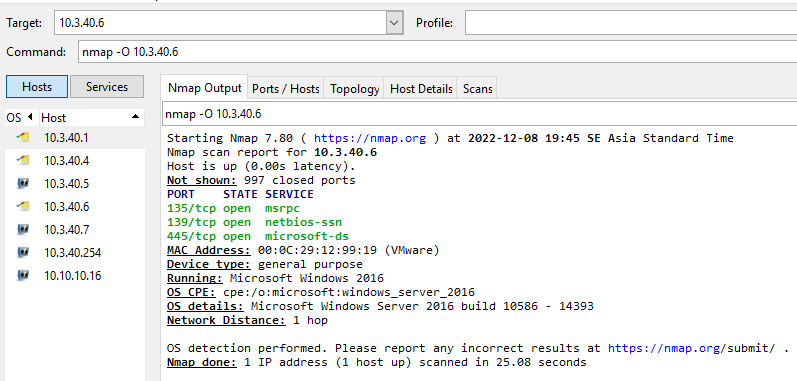 Target: 10.3.40.6 Profile:
Command: nmap -O 10.3.40.6
Hosts Services
OS Host
10.3.40.1
10.3.40.4
10.3.40.5
10.3.40.6
10.3.40.7
10.3.40.254
10.10.10.16
Nmap Output Ports / Hosts Topology Host Details Scans
nmap -O 10.3.40.6
Starting Nmap 7.80 ( https://nmap.org ) at 2022-12-08 19:45 SE Asia Standard Time
Nmap scan report for 10.3.40.6
Host is up (0.00s latency).
Not shown: 997 closed ports
PORT    STATE SERVICE
135/tcp open  msrpc
139/tcp open  netbios-ssn
445/tcp open  microsoft-ds
MAC Address: 00:0C:29:12:99:19 (VMware)
Device type: general purpose
Running: Microsoft Windows 2016
OS CPE: cpe:/o:microsoft:windows_server_2016
OS details: Microsoft Windows Server 2016 build 10586 - 14393
Network Distance: 1 hop
OS detection performed. Please report any incorrect results at https://nmap.org/submit/ .
Nmap done: 1 IP address (1 host up) scanned in 25.08 seconds